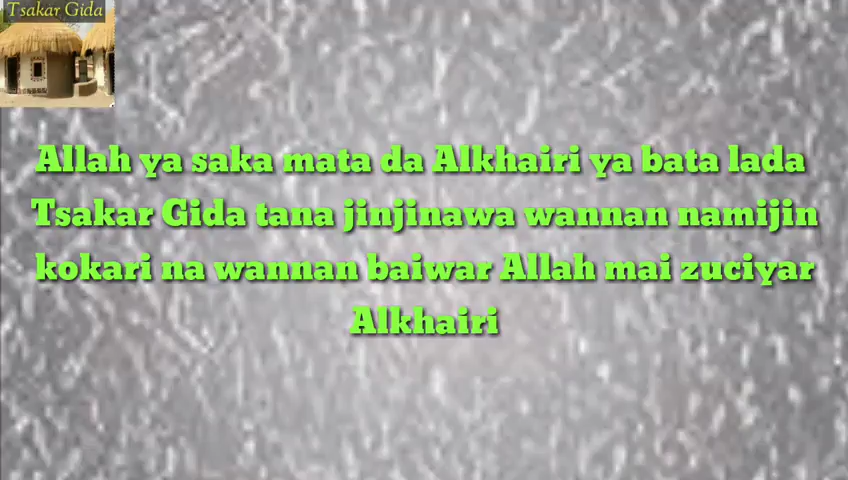 Tsakar Gida
Allah ya saka mata da Alkhairi ya bata lada
Tsakar Gida tana jinjinawa wannan namijin
kokari na wannan baiwar Allah mai zuciyar
Alkhairi